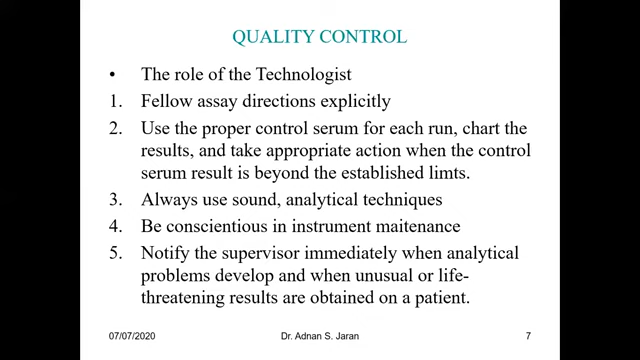 QUALITY CONTROL
• The role of the Technologist
1. Fellow assay directions explicitly
2. Use the proper control serum for each run, chart the
results, and take appropriate action when the control
serum result is beyond the established limts.
3. Always use sound, analytical techniques
4. Be conscientious in instrument maitenance
5. Notify the supervisor immediately when analytical
problems develop and when unusual or life-
threatening results are obtained on a patient.
07/07/2020 Dr. Adnan S. Jaran 7